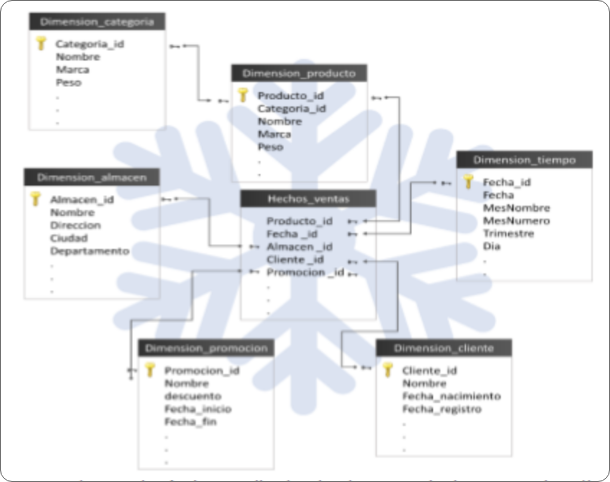 Dimension_categoria
Categoria_id
Nombre
Marca
Peso
.
.
.
Dimension_producto
Producto_id
Categoria_id
Nombre
Marca
Peso
.
.
Dimension_almacen
Almacen_id
Nombre
Direccion
Ciudad
Departamento
.
.
.
Hechos_ventas
Producto_id
Fecha _id
Almacen _id
Cliente _id
Promocion _id
.
.
.
Dimension_tiempo
Fecha_id
Fecha
MesNombre
MesNumero
Trimestre
Dia
.
.
Dimension_promocion
Promocion_id
Nombre
descuento
Fecha_inicio
Fecha_fin
.
.
.
Dimension_cliente
Cliente_id
Nombre
Fecha_nacimiento
Fecha_registro
.
.
.